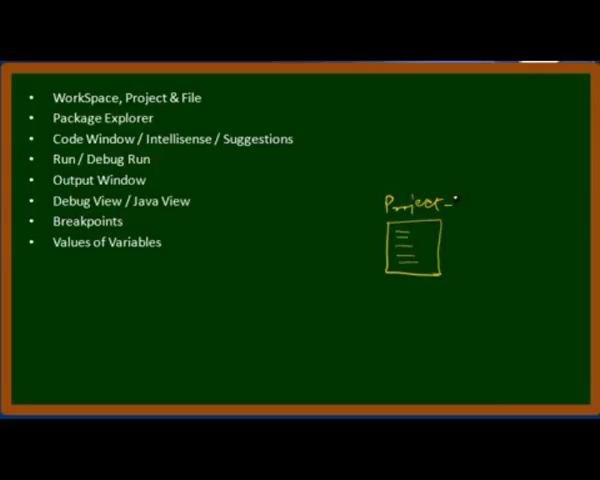 • WorkSpace, Project & File
• Package Explorer
• Code Window / Intellisense / Suggestions
• Run / Debug Run
• Output Window
• Debug View / Java View
• Breakpoints
• Values of Variables
Project -